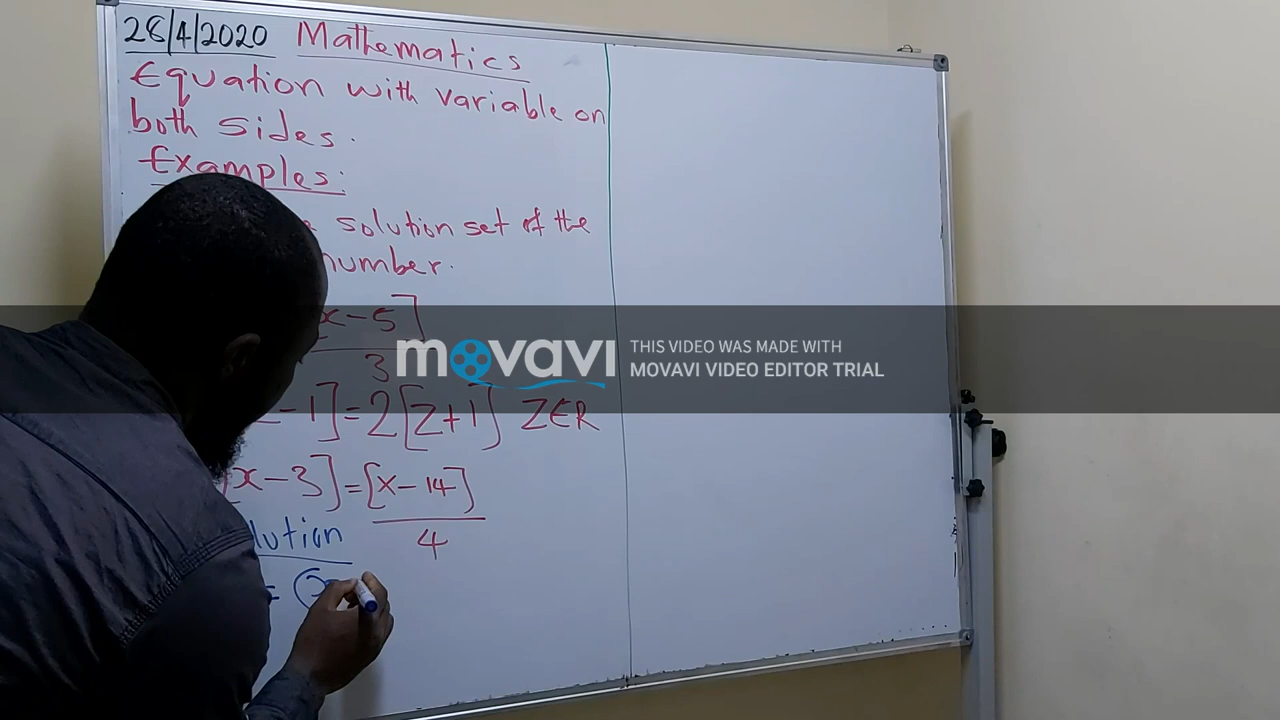 28/4/2020 Mathematics
Equation with variable on
both sides.
Examples:
solution set of the
number.
x-5]
3
-1]=2[z+1] Z∈R
x-3]=[x-14]
4
lution
=
movavi
THIS VIDEO WAS MADE WITH
MOVAVI VIDEO EDITOR TRIAL